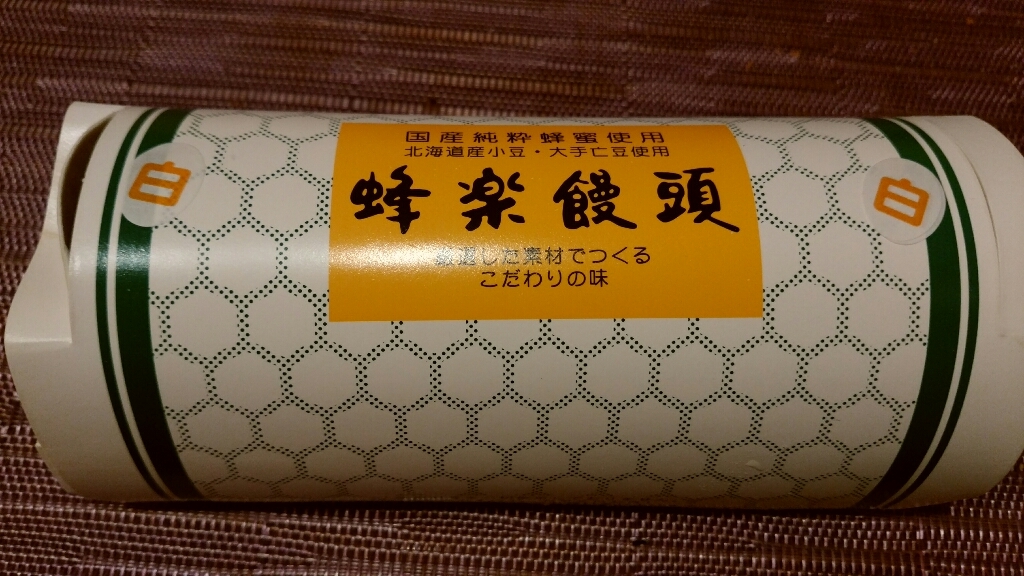 国産純粋蜂蜜使用
北海道産小豆・大手亡豆使用
蜂楽饅頭
厳選した素材でつくる
こだわりの味
白
白